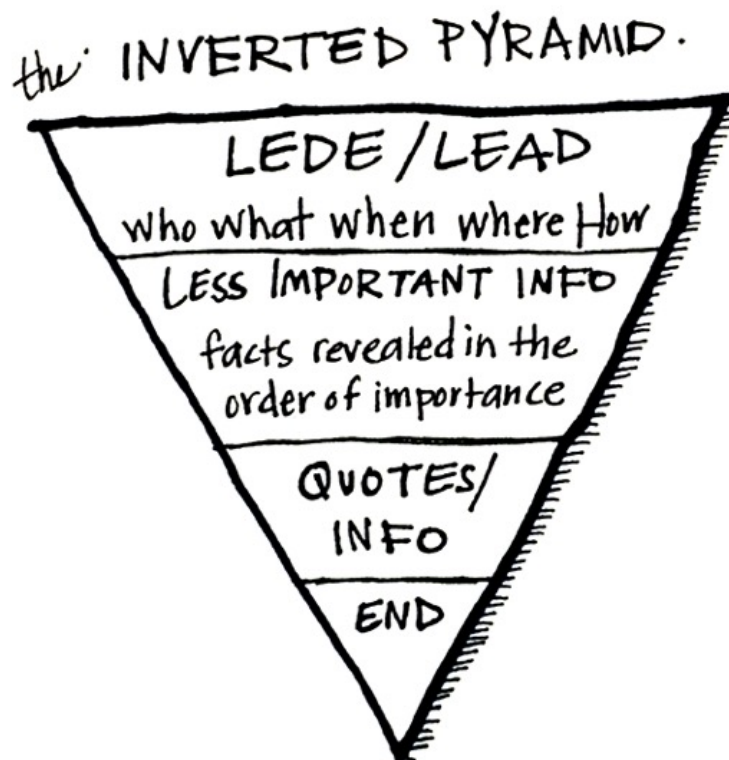 the INVERTED PYRAMID.
LEDE/LEAD
who what when where How
LESS IMPORTANT INFO
facts revealed in the
order of importance
QUOTES/
INFO
END